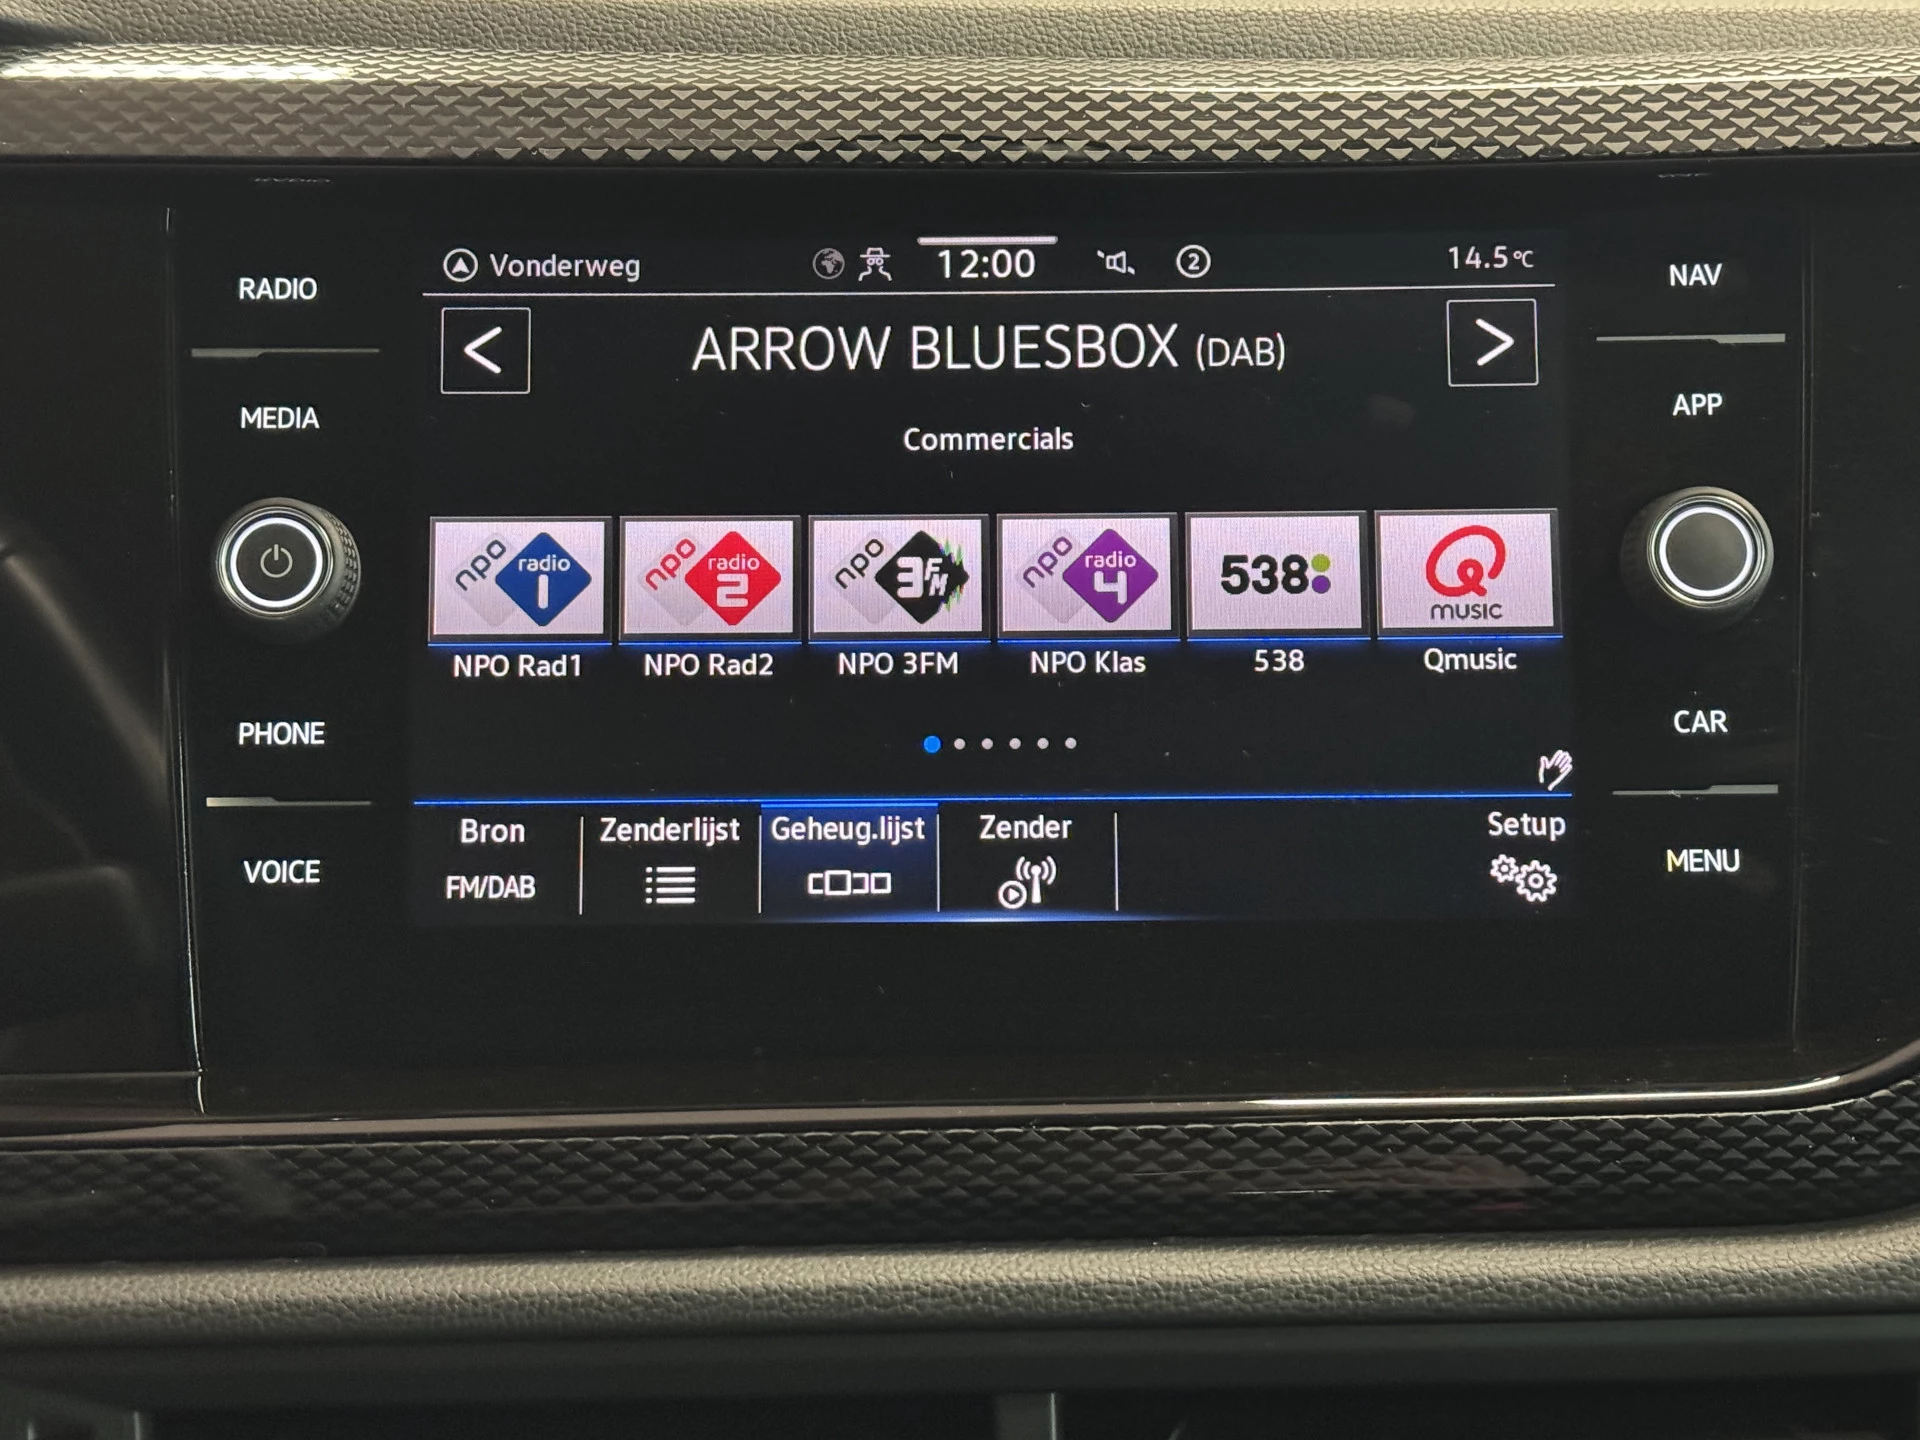 RADIO
MEDIA
PHONE
VOICE
Vonderweg
12:00
2
14.5°C
< ARROW BLUESBOX (DAB) >
Commercials
npo radio 1
npo radio 2
npo 3FM
npo radio 4
538
Q MUSIC
NPO Rad1
NPO Rad2
NPO 3FM
NPO Klas
538
Qmusic
Bron
FM/DAB
Zenderlijst
Geheug.lijst
Zender
Setup
NAV
APP
CAR
MENU